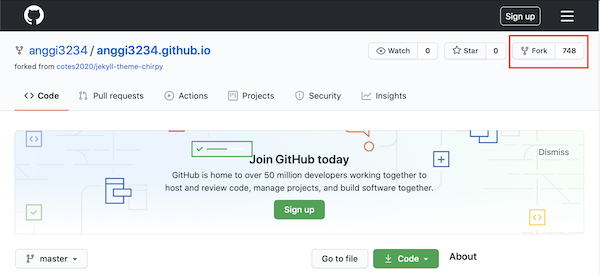 Sign up
anggi3234 / anggi3234.github.io
Watch 0 Star 0 Fork 748
forked from cotes2020/jekyll-theme-chirpy
Code Pull requests Actions Projects Security Insights
Join GitHub today
Dismiss
GitHub is home to over 50 million developers working together to
host and review code, manage projects, and build software together.
Sign up
master Go to file Code About